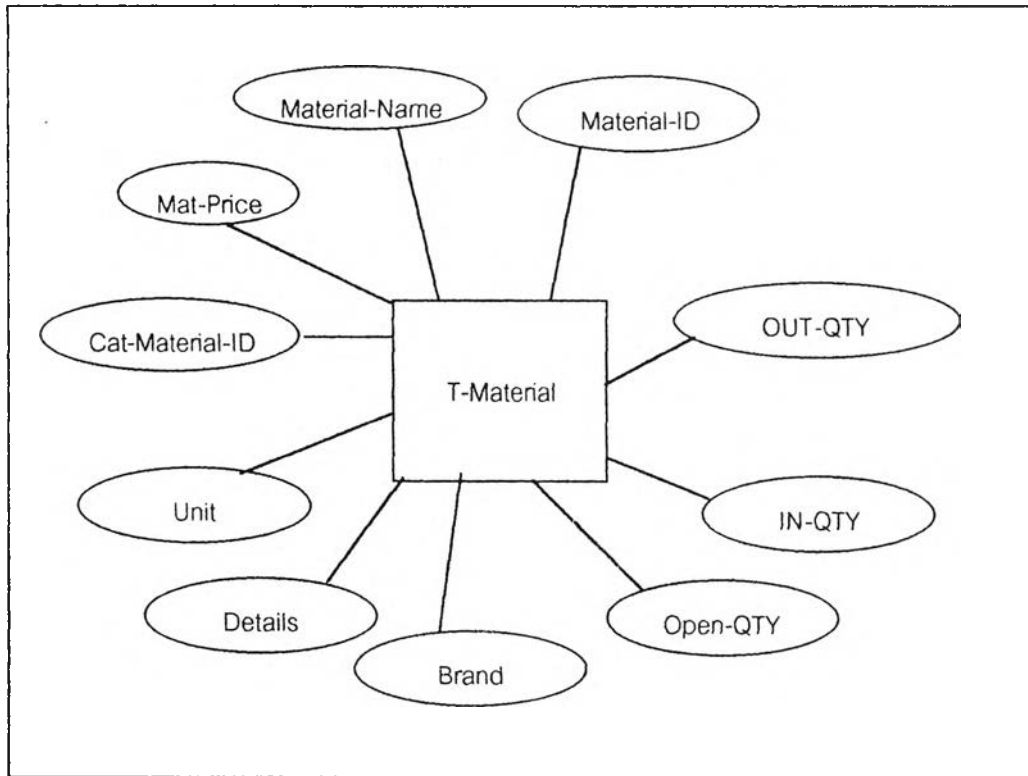 Material-Name
Material-ID
Mat-Price
Cat-Material-ID
OUT-QTY
T-Material
Unit
IN-QTY
Details
Open-QTY
Brand